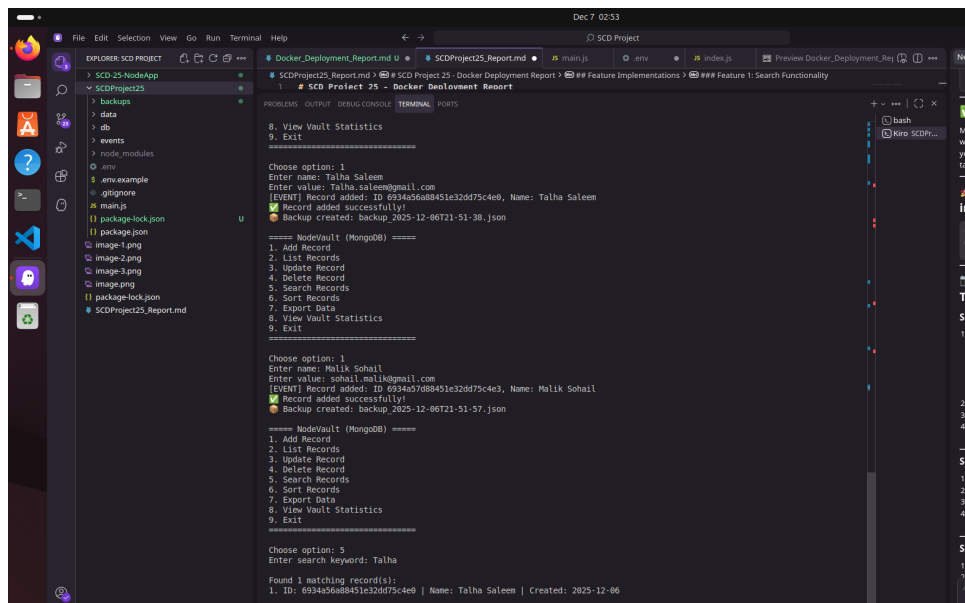 Dec 7 02:53
File Edit Selection View Go Run Terminal Help
SCD Project
EXPLORER: SCD PROJECT
Docker_Deployment_Report.md U
SCDProject25_Report.md
JS main.js
.env
JS index.js
Preview Docker_Deployment_Rep
SCD-25-NodeApp
SCDProject25
backups
data
db
events
node_modules
.env
$ .env.example
.gitignore
JS main.js
{} package-lock.json U
{} package.json
image-1.png
image-2.png
image-3.png
image.png
{} package-lock.json
SCDProject25_Report.md
23
SCDProject25_Report.md > # SCD Project 25 - Docker Deployment Report > ## Feature Implementations > ### Feature 1: Search Functionality
1 # SCD Project 25 - Docker Deployment Report
PROBLEMS OUTPUT DEBUG CONSOLE TERMINAL PORTS
bash
Kiro SCDPr...
8. View Vault Statistics
9. Exit
==============================
Choose option: 1
Enter name: Talha Saleem
Enter value: Talha.saleem@gmail.com
[EVENT] Record added: ID 6934a56a88451e32dd75c4e0, Name: Talha Saleem
✅ Record added successfully!
📦 Backup created: backup_2025-12-06T21-51-38.json
===== NodeVault (MongoDB) =====
1. Add Record
2. List Records
3. Update Record
4. Delete Record
5. Search Records
6. Sort Records
7. Export Data
8. View Vault Statistics
9. Exit
==============================
Choose option: 1
Enter name: Malik Sohail
Enter value: sohail.malik@gmail.com
[EVENT] Record added: ID 6934a57d88451e32dd75c4e3, Name: Malik Sohail
✅ Record added successfully!
📦 Backup created: backup_2025-12-06T21-51-57.json
===== NodeVault (MongoDB) =====
1. Add Record
2. List Records
3. Update Record
4. Delete Record
5. Search Records
6. Sort Records
7. Export Data
8. View Vault Statistics
9. Exit
==============================
Choose option: 5
Enter search keyword: Talha
Found 1 matching record(s):
1. ID: 6934a56a88451e32dd75c4e0 | Name: Talha Saleem | Created: 2025-12-06